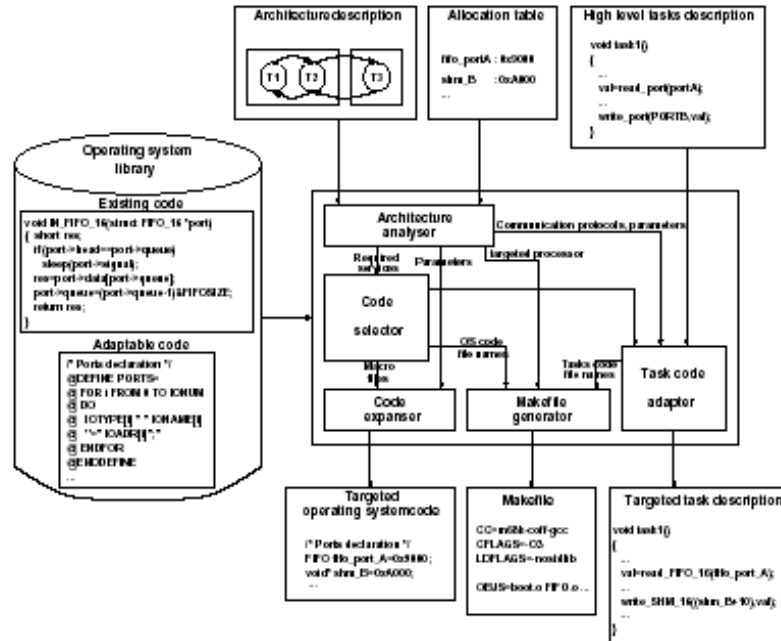 Architecture description
T1 T2 T3
Allocation table
fifo_portA : 0x9000
shm_B : 0xA000
...
High level tasks description
void task1()
{
...
val=read_port(portA);
...
write_port(PORTB,val);
}
Operating system
library
Existing code
void IN_FIFO_16(struct FIFO_16 *port)
{ short res;
if(port->head==port->queue)
sleep(port->signal);
res=port->data[port->queue];
port->queue=(port->queue-1)&FIFOSIZE;
return res;
}
Adaptable code
/* Ports declaration */
@DEFINE PORTS=
@ FOR i FROM 0 TO IONUM
@ DO
@ IOTYPE[i] " " IONAME[i]
@ "=" IOADR[i] ";"
@ ENDFOR
@ENDDEFINE
...
Architecture
analyser
Communication protocols, parameters
targeted processor
Required
services
Parameters
Code
selector
OS code
file names
Tasks code
file names
Macro
files
Code
expanser
Makefile
generator
Task code
adapter
Targeted
operating systemcode
/* Ports declaration */
FIFO fifo_port_A=0x9000;
void* shm_B=0xA000;
...
Makefile
CC=m68k-coff-gcc
CFLAGS=-O3
LDFLAGS=-nostdlib
OBJS=boot.o FIFO.o ...
Targeted task description
void task1()
{
...
val=read_FIFO_16(fifo_port_A);
...
write_SHM_16((shm_B+10),val);
...
}